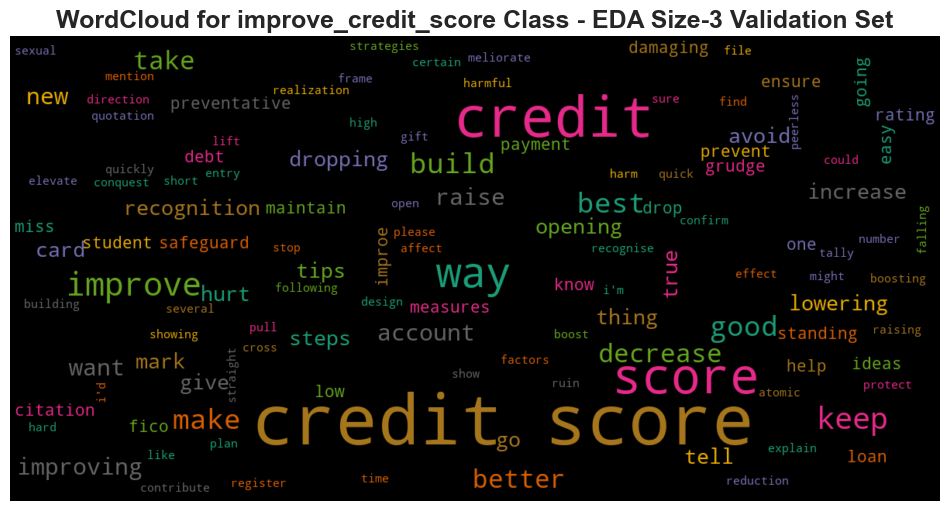 WordCloud for improve_credit_score Class - EDA Size-3 Validation Set
sexual
strategies
damaging
file
take
certain
meliorate
mention
realization
frame
harmful
ensure
going
new
direction
preventative
credit
sure
find
peerless
rating
quotation
high
gift
payment
avoid
easy
lift
debt
dropping
build
prevent
could
quickly
entry
grudge
elevate
conquest
short
harm
quick
raise
increase
recognition
maintain
open
best
drop
confirm
falling
miss
student
safeguard
stop
please
affect
opening
recognise
one
tally
number
card
improe
true
might
boosting
improve
hurt
tips
following
way
know
i'm
effect
building
several
design
measures
lowering
showing
pull
steps
account
boost
thing
good
standing
raising
want
mark
cross
factors
decrease
help
ideas
give
straight
show
ruin
score
atomic
protect
i'd
low
citation
hard
fico
make
credit score
go
keep
like
plan
tell
explain
loan
improving
contribute
register
time
better
reduction